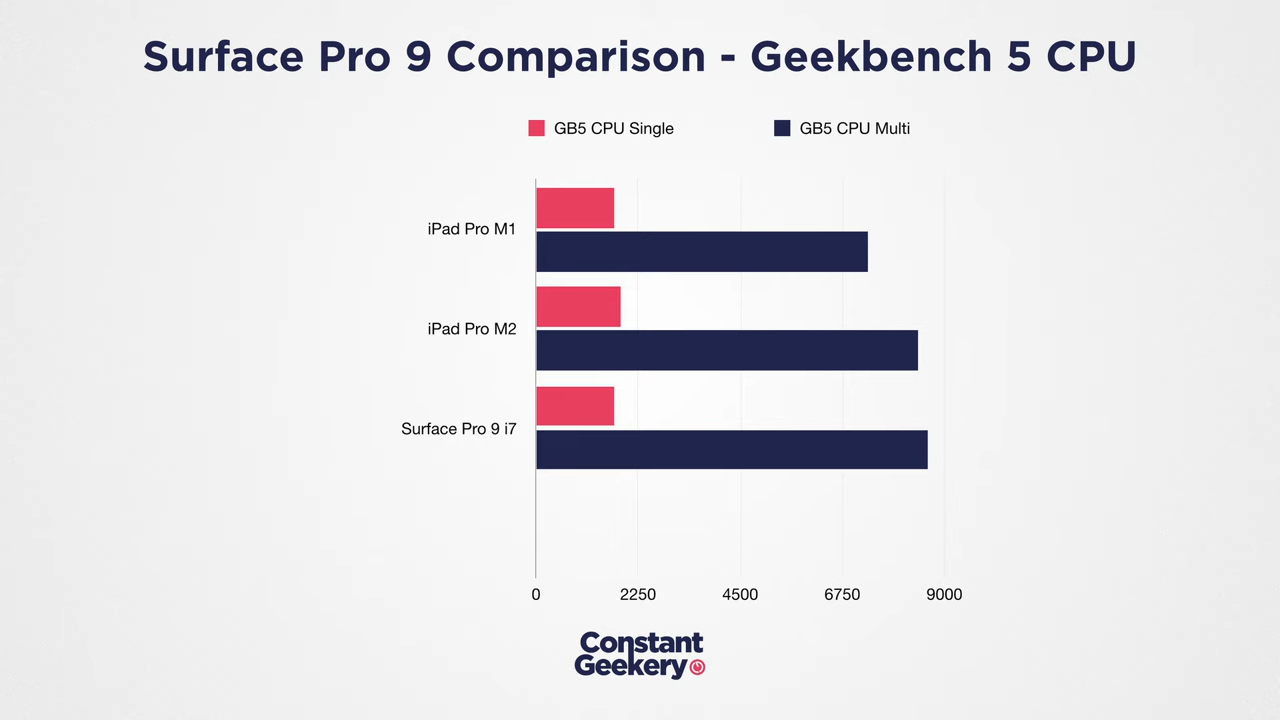 Surface Pro 9 Comparison - Geekbench 5 CPU
GB5 CPU Single
GB5 CPU Multi
iPad Pro M1
iPad Pro M2
Surface Pro 9 i7
0 2250 4500 6750 9000
Constant
Geekery